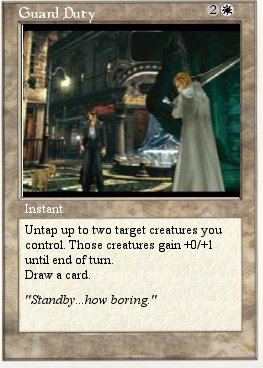 Guard Duty 2
Instant
Untap up to two target creatures you
control. Those creatures gain +0/+1
until end of turn.
Draw a card.
"Standby...how boring."